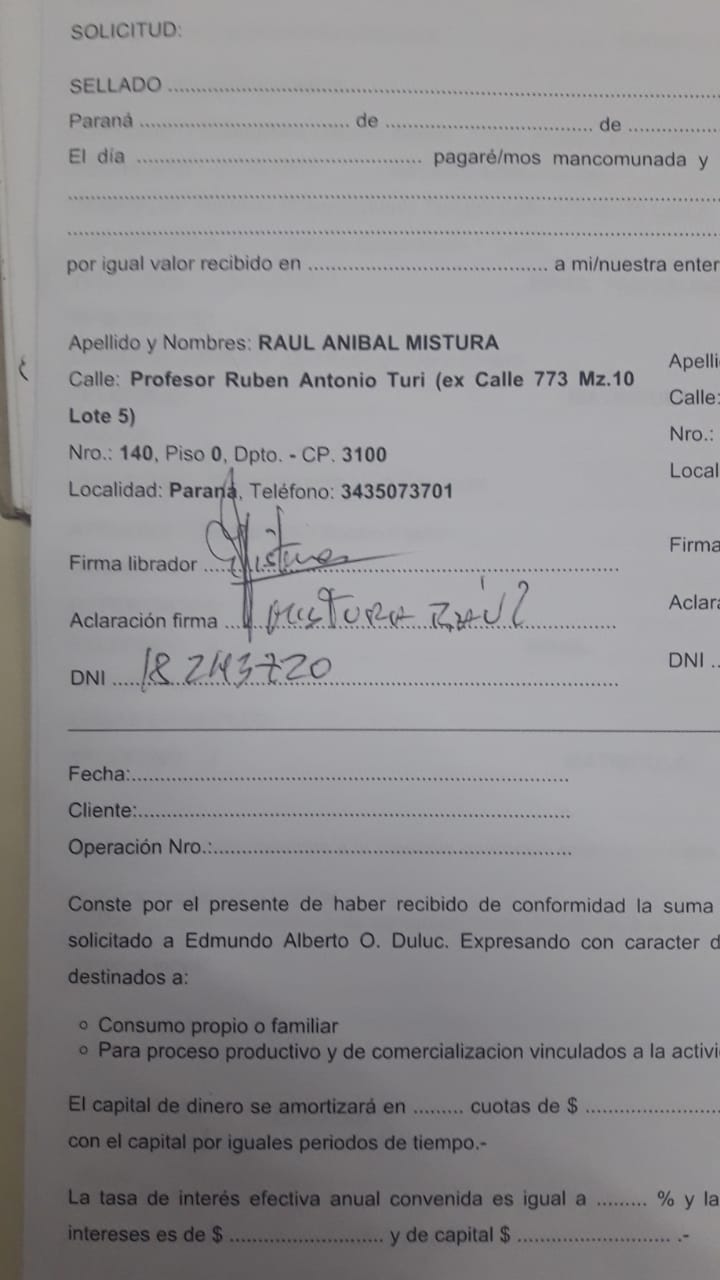 SOLICITUD:
SELLADO ........................................
Paraná .................................. de .................................. de ................
El día .............................................. pagaré/mos mancomunada y
........................................
........................................
por igual valor recibido en ........................................ a mi/nuestra enter
Apellido y Nombres: RAUL ANIBAL MISTURA
Calle: Profesor Ruben Antonio Turi (ex Calle 773 Mz.10
Lote 5)
Nro.: 140, Piso 0, Dpto. - CP. 3100
Localidad: Paraná, Teléfono: 3435073701
Firma librador ....Mistura....
Aclaración firma ... MISTURA RAÚL
DNI .... 18243720
Apelli
Calle:
Nro.:
Local
Firma
Aclara
DNI ..
Fecha:........................................
Cliente:........................................
Operación Nro.:........................................
Conste por el presente de haber recibido de conformidad la suma
solicitado a Edmundo Alberto O. Duluc. Expresando con caracter d
destinados a:
○ Consumo propio o familiar
○ Para proceso productivo y de comercializacion vinculados a la activi
El capital de dinero se amortizará en ......... cuotas de $ ........................
con el capital por iguales periodos de tiempo.-
La tasa de interés efectiva anual convenida es igual a ......... % y la
intereses es de $ ............................ y de capital $ ............................ .-